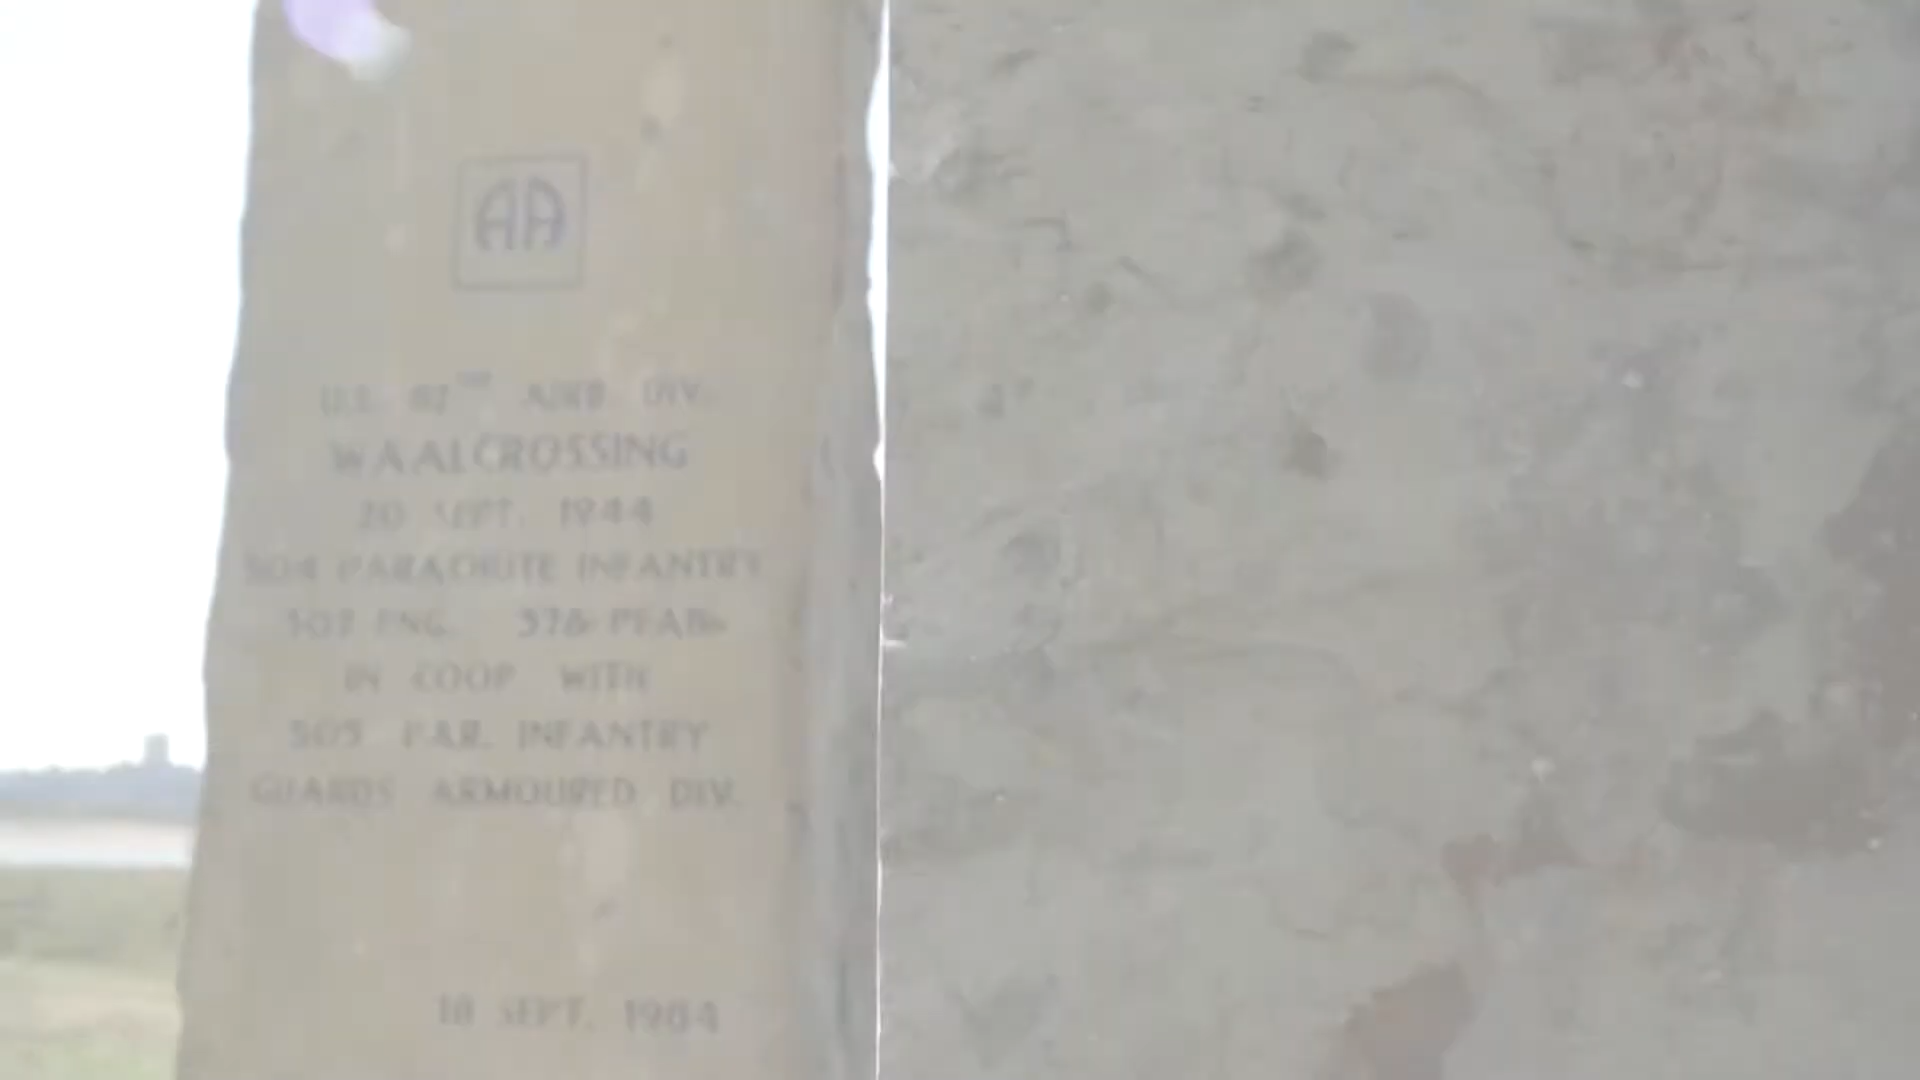 AA
U.S. 82ND AIRB. DIV.
WAALCROSSING
20 SEPT. 1944
504 PARACHUTE INFANTRY
307 ENG. 376 PFAB
IN COOP WITH
505 PAR. INFANTRY
GUARDS ARMOURED DIV.
18 SEPT. 1984